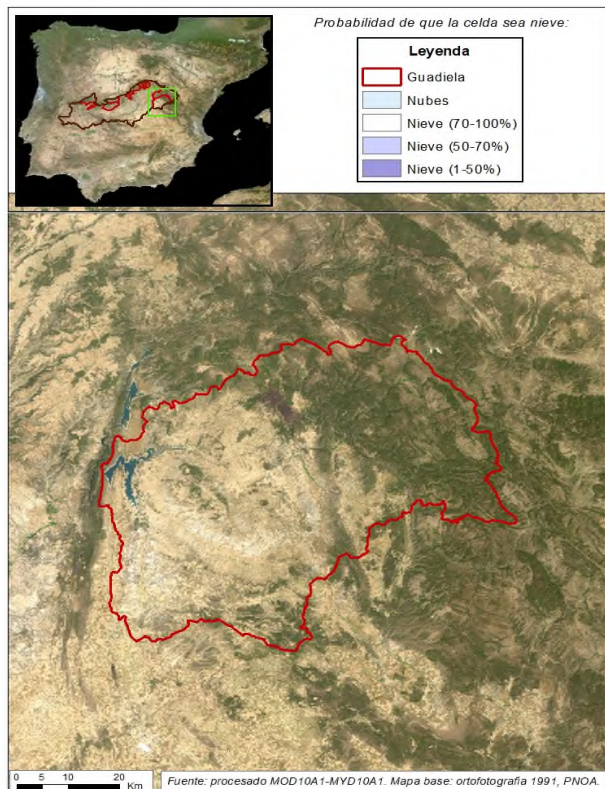 Probabilidad de que la celda sea nieve:
Leyenda
Guadiela
Nubes
Nieve (70-100%)
Nieve (50-70%)
Nieve (1-50%)
0 5 10 20
Km
Fuente: procesado MOD10A1-MYD10A1. Mapa base: ortofotografia 1991, PNOA.